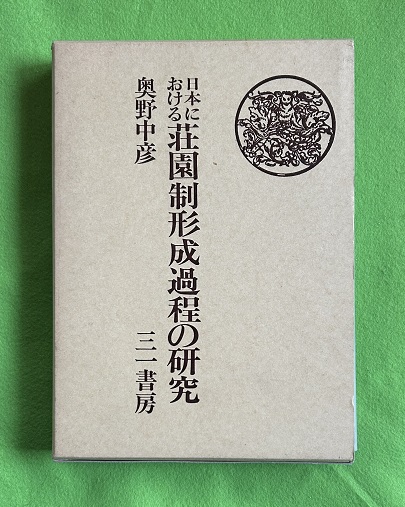 日本における荘園制形成過程の研究
奥野中彦
三一書房